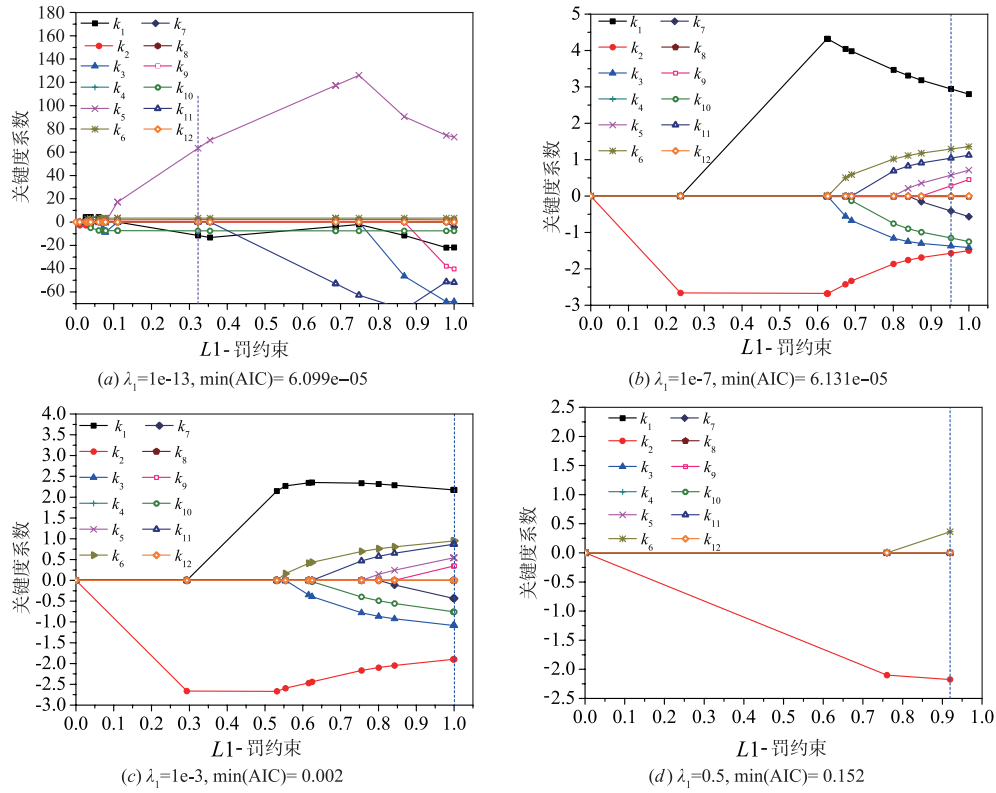 180
160
140
120
100
80
60
40
20
0
-20
-40
-60
k₁ k₇
k₂ k₈
k₃ k₉
k₄ k₁₀
k₅ k₁₁
k₆ k₁₂
关键度系数
0.0 0.1 0.2 0.3 0.4 0.5 0.6 0.7 0.8 0.9 1.0
L1-罚约束
(a) λ₁=1e-13, min(AIC)= 6.099e−05
5
4
3
2
1
0
-1
-2
-3
k₁ k₇
k₂ k₈
k₃ k₉
k₄ k₁₀
k₅ k₁₁
k₆ k₁₂
关键度系数
0.0 0.1 0.2 0.3 0.4 0.5 0.6 0.7 0.8 0.9 1.0
L1-罚约束
(b) λ₁=1e-7, min(AIC)= 6.131e−05
4.0
3.5
3.0
2.5
2.0
1.5
1.0
0.5
0.0
-0.5
-1.0
-1.5
-2.0
-2.5
-3.0
k₁ k₇
k₂ k₈
k₃ k₉
k₄ k₁₀
k₅ k₁₁
k₆ k₁₂
关键度系数
0.0 0.1 0.2 0.3 0.4 0.5 0.6 0.7 0.8 0.9 1.0
L1-罚约束
(c) λ₁=1e-3, min(AIC)= 0.002
2.5
2.0
1.5
1.0
0.5
0.0
-0.5
-1.0
-1.5
-2.0
-2.5
k₁ k₇
k₂ k₈
k₃ k₉
k₄ k₁₀
k₅ k₁₁
k₆ k₁₂
关键度系数
0.0 0.1 0.2 0.3 0.4 0.5 0.6 0.7 0.8 0.9 1.0
L1-罚约束
(d) λ₁=0.5, min(AIC)= 0.152